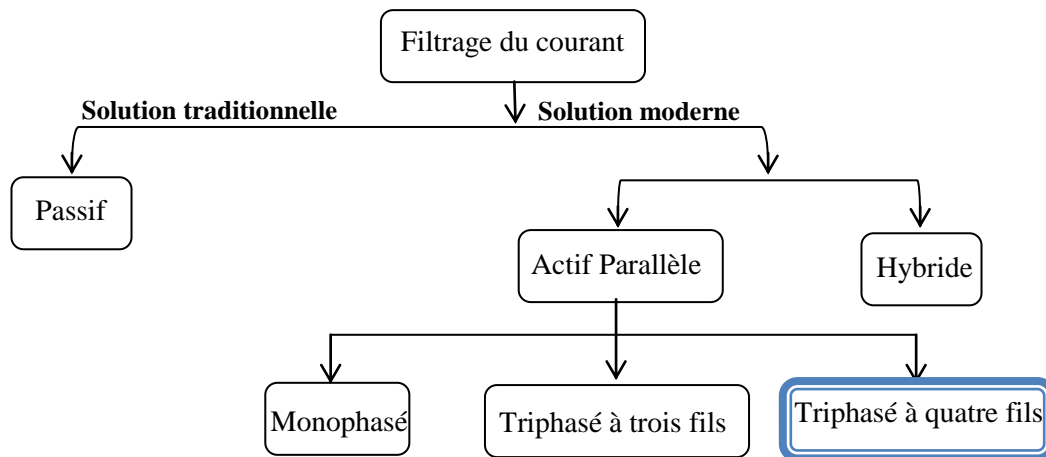 Filtrage du courant
Solution traditionnelle
Solution moderne
Passif
Actif Parallèle
Hybride
Monophasé
Triphasé à trois fils
Triphasé à quatre fils